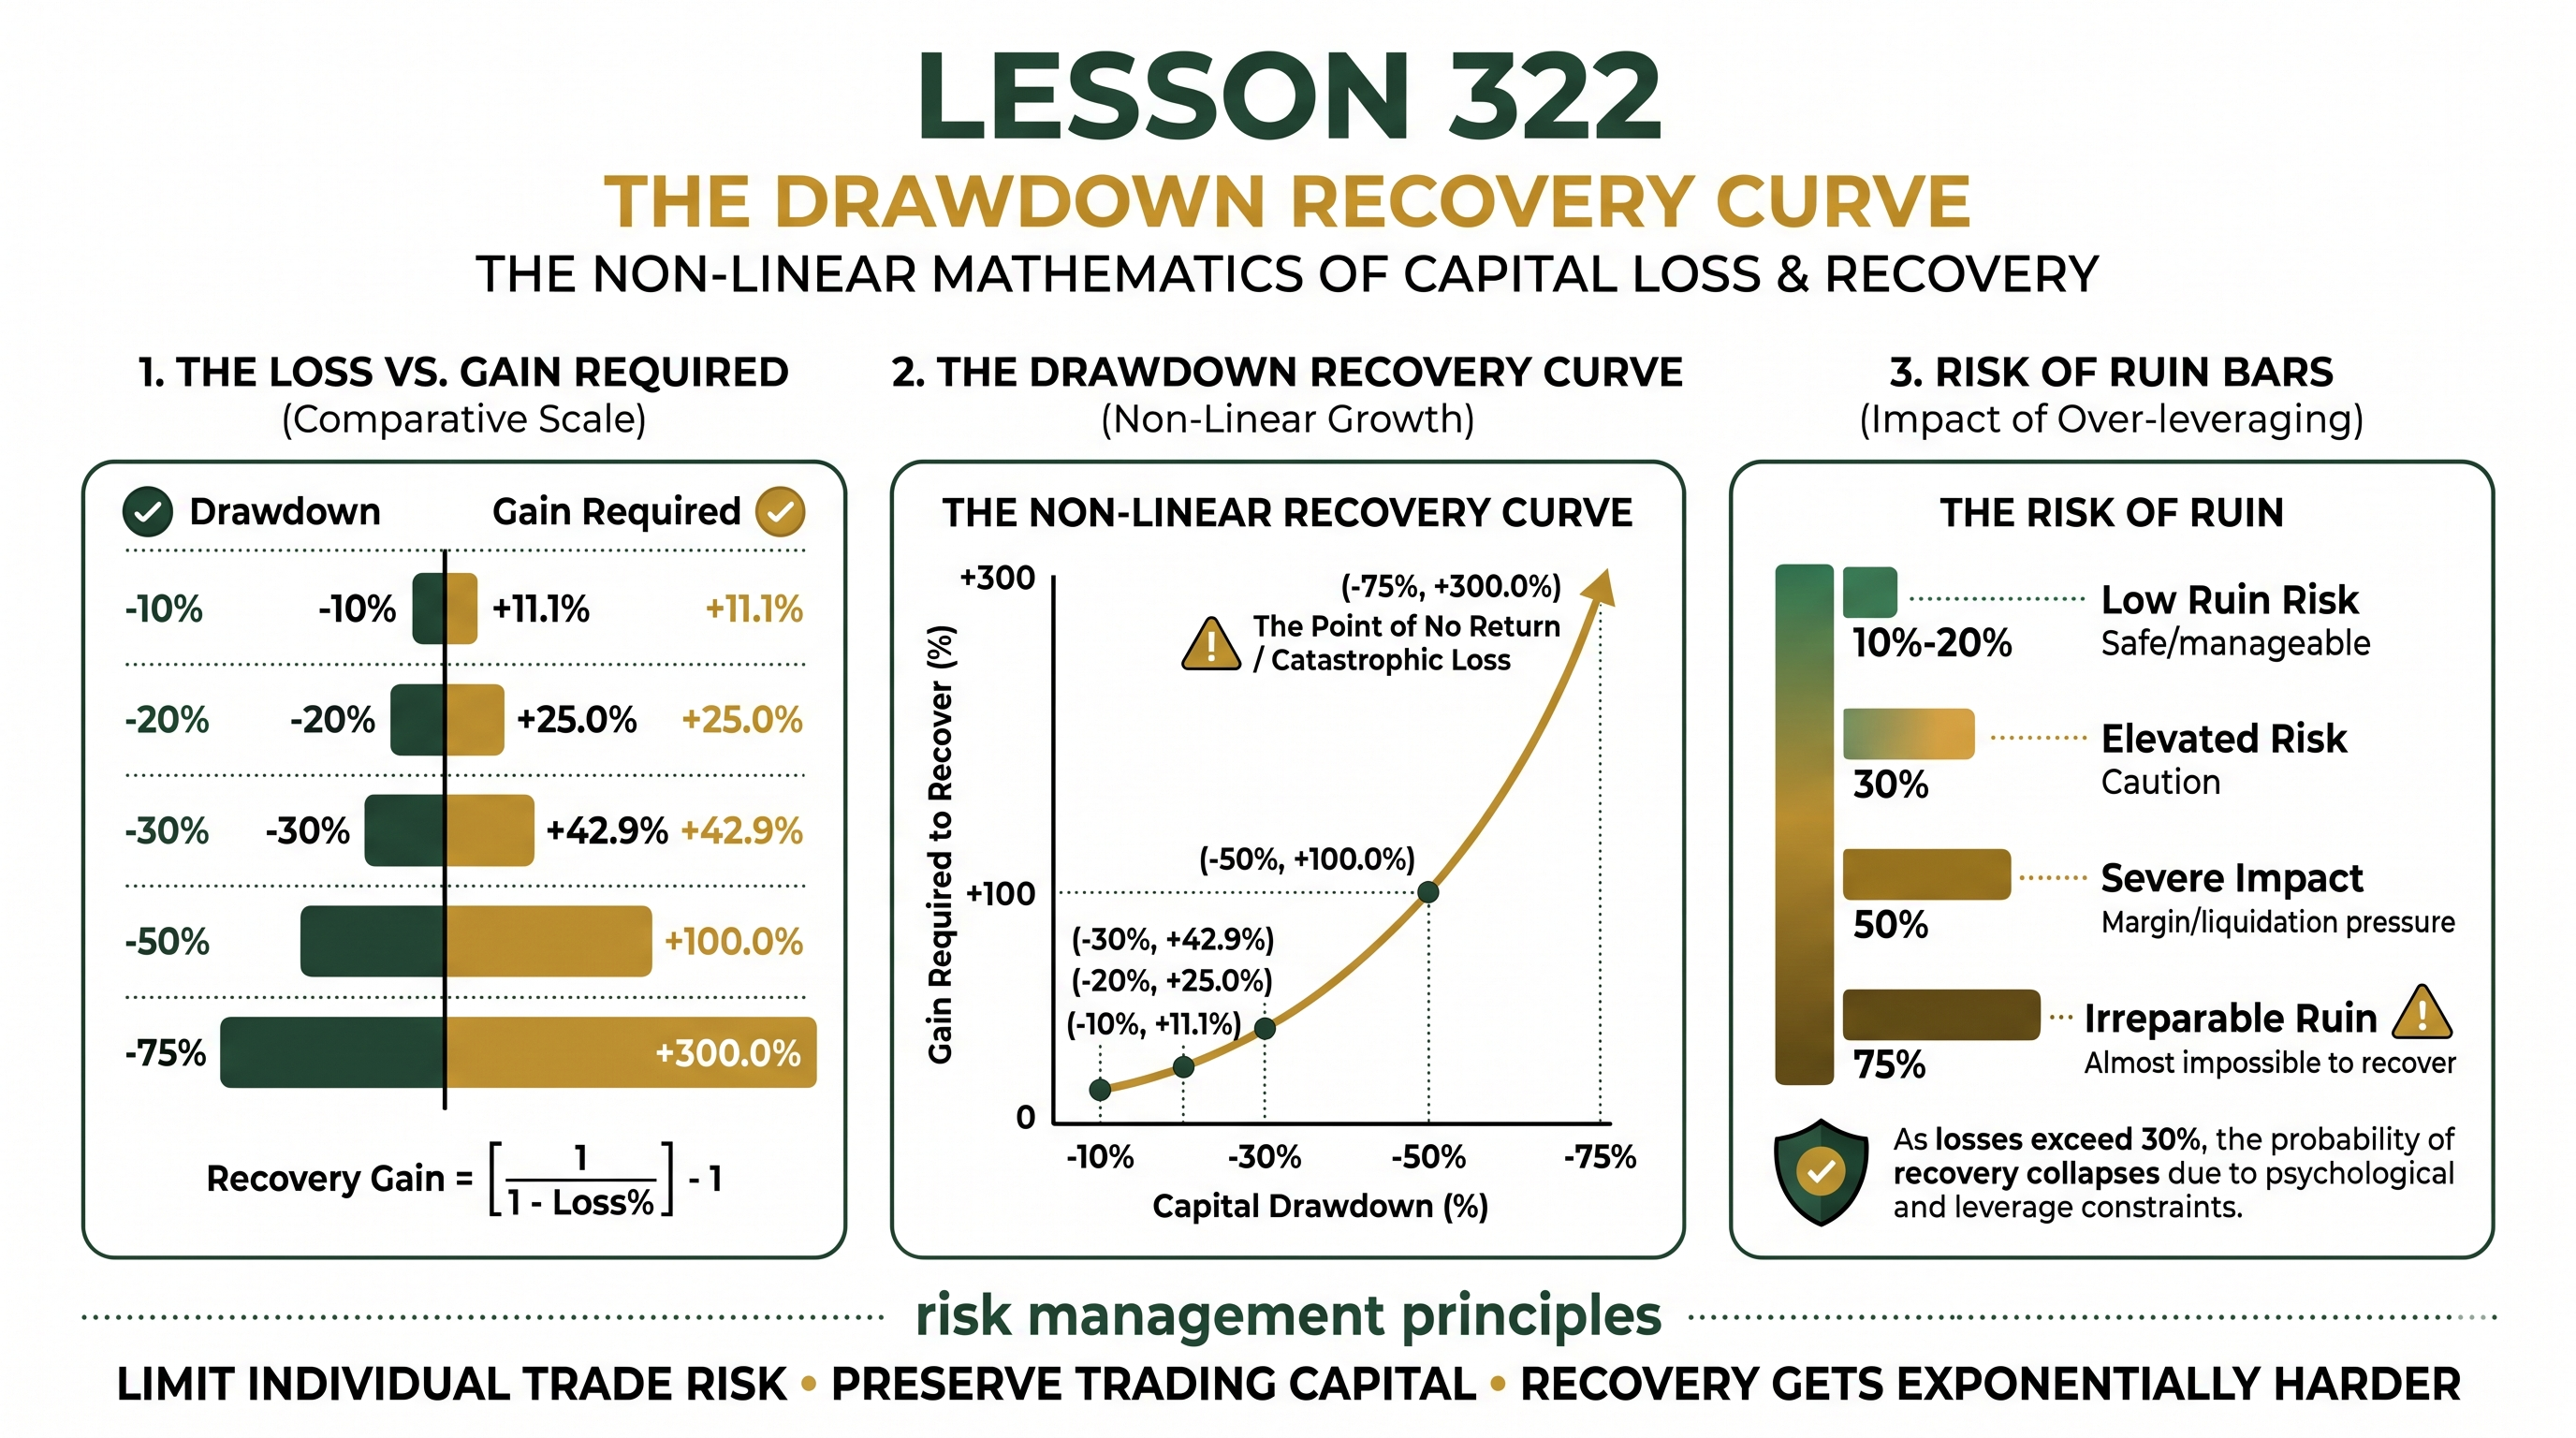 LESSON 322
THE DRAWDOWN RECOVERY CURVE
THE NON-LINEAR MATHEMATICS OF CAPITAL LOSS & RECOVERY
1. THE LOSS VS. GAIN REQUIRED
(Comparative Scale)
Drawdown Gain Required
-10% -10% +11.1% +11.1%
-20% -20% +25.0% +25.0%
-30% -30% +42.9% +42.9%
-50% +100.0%
-75% +300.0%
Recovery Gain = [1 / 1 - Loss%] - 1
2. THE DRAWDOWN RECOVERY CURVE
(Non-Linear Growth)
THE NON-LINEAR RECOVERY CURVE
Gain Required to Recover (%)
+300
(-75%, +300.0%)
The Point of No Return
/ Catastrophic Loss
(-50%, +100.0%)
+100
(-30%, +42.9%)
(-20%, +25.0%)
(-10%, +11.1%)
0
-10% -30% -50% -75%
Capital Drawdown (%)
3. RISK OF RUIN BARS
(Impact of Over-leveraging)
THE RISK OF RUIN
Low Ruin Risk
10%-20% Safe/manageable
Elevated Risk
30% Caution
Severe Impact
50% Margin/liquidation pressure
Irreparable Ruin
75% Almost impossible to recover
As losses exceed 30%, the probability of
recovery collapses due to psychological
and leverage constraints.
risk management principles
LIMIT INDIVIDUAL TRADE RISK • PRESERVE TRADING CAPITAL • RECOVERY GETS EXPONENTIALLY HARDER